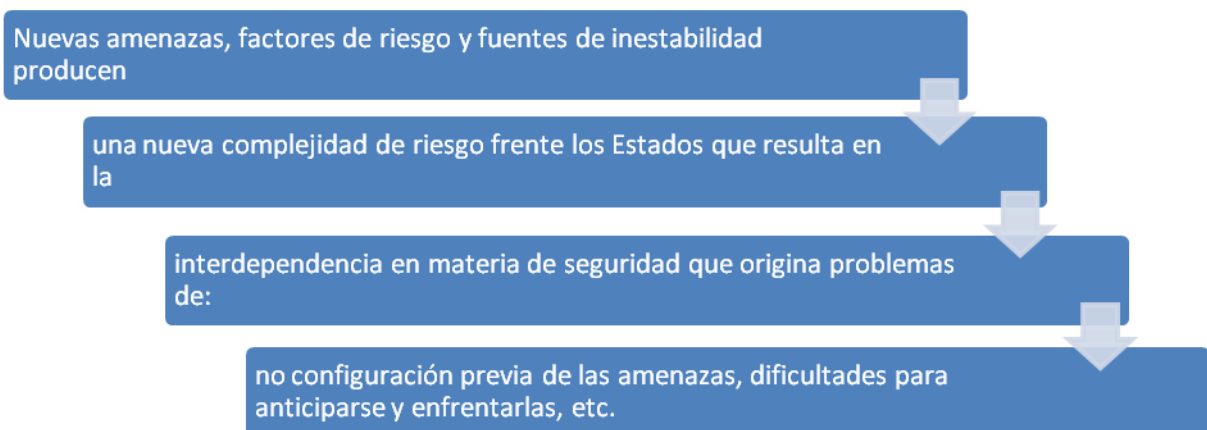 Nuevas amenazas, factores de riesgo y fuentes de inestabilidad
producen
una nueva complejidad de riesgo frente los Estados que resulta en
la
interdependencia en materia de seguridad que origina problemas
de:
no configuración previa de las amenazas, dificultades para
anticiparse y enfrentarlas, etc.